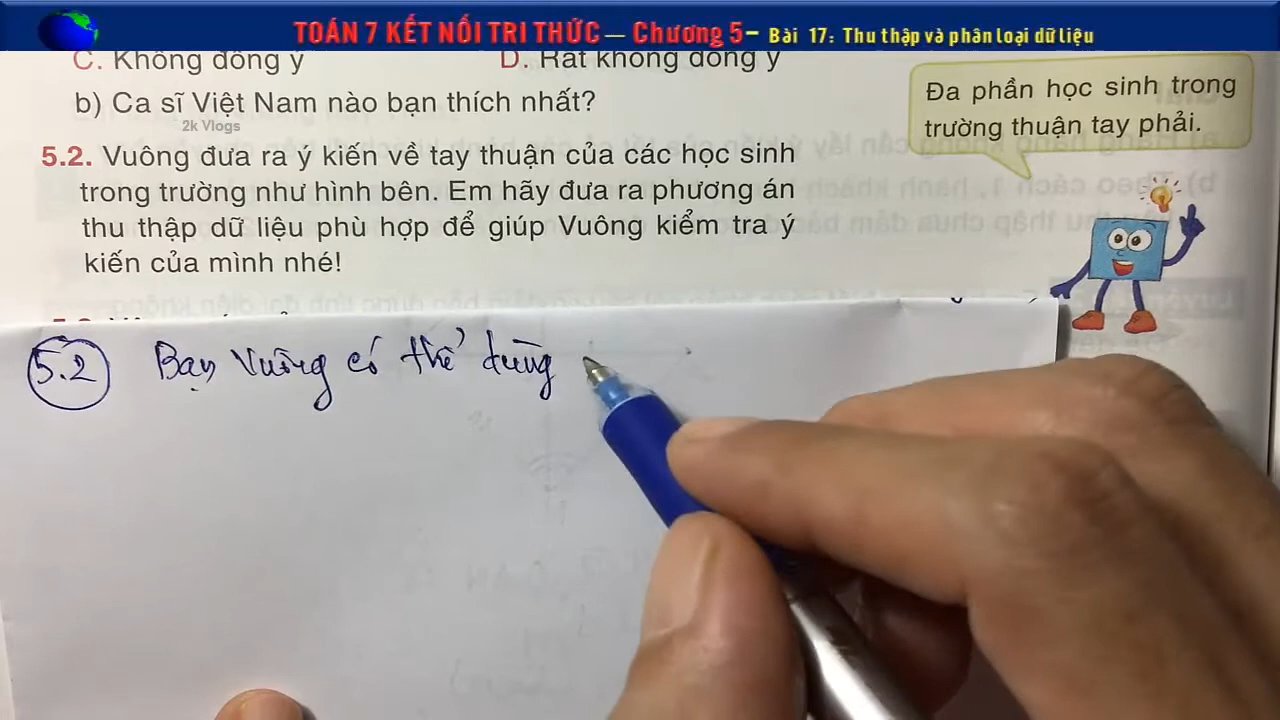 TOÁN 7 KẾT NỐI TRI THỨC – Chương 5 – Bài 17: Thu thập và phân loại dữ liệu
C. Không đồng ý
D. Rất không đồng ý
b) Ca sĩ Việt Nam nào bạn thích nhất?
2k Vlogs
Đa phần học sinh trong
trường thuận tay phải.
5.2. Vuông đưa ra ý kiến về tay thuận của các học sinh
trong trường như hình bên. Em hãy đưa ra phương án
thu thập dữ liệu phù hợp để giúp Vuông kiểm tra ý
kiến của mình nhé!
5.2 Bạn Vuông có thể dùng